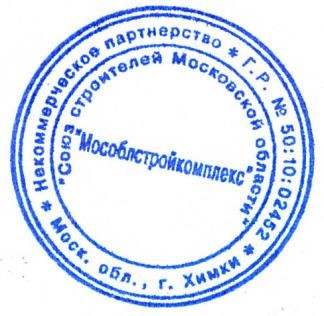 * Некоммерческое партнерство * Г.Р. № 50:10:02452 * Моск. обл., г. Химки
"Союз строителей Московской области"
"Мособлстройкомплекс"